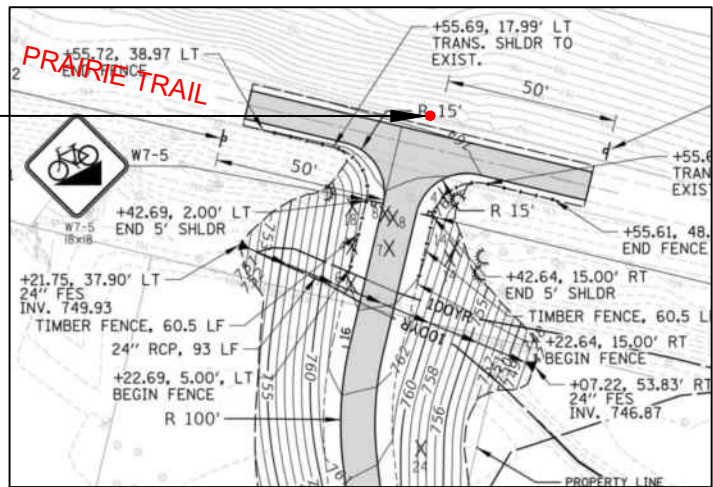 +55.69, 17.99' LT
TRANS. SHLDR TO
EXIST.
+55.72, 38.97 LT
END FENCE
PRAIRIE TRAIL
50'
R 15'
762
W7-5
50'
W7-5
18x18
+42.69, 2.00' LT
END 5' SHLDR
R 15'
+55.6
TRAN
EXIS
+55.61, 48.
END FENCE
+21.75, 37.90' LT
24" FES
INV. 749.93
+42.64, 15.00' RT
END 5' SHLDR
TIMBER FENCE, 60.5 LF
100YR
100YR
TIMBER FENCE, 60.5 L
24" RCP, 93 LF
+22.64, 15.00' RT
BEGIN FENCE
+22.69, 5.00', LT
BEGIN FENCE
+07.22, 53.83' RT
24" FES
INV. 746.87
R 100'
755
760
762
760
758
756
755
24
PROPERTY LINE